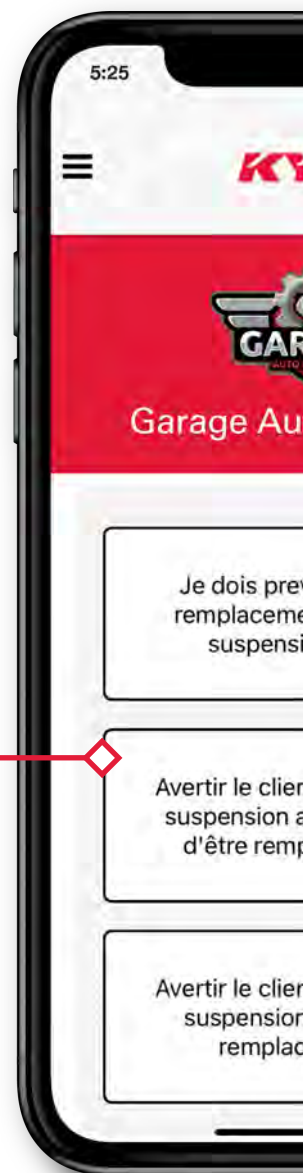 5:25
KY
GAR
AUTO
Garage Au
Je dois prev
remplaceme
suspensi
Avertir le clien
suspension a
d'être remp
Avertir le clien
suspension
remplac